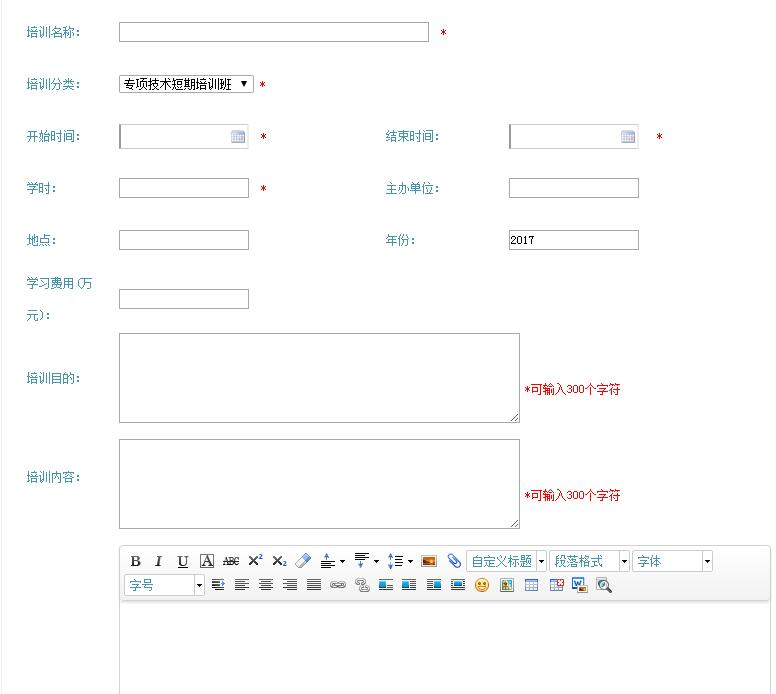 培训名称: *
培训分类: 专项技术短期培训班 *
开始时间: * 结束时间: *
学时: * 主办单位:
地点: 年份: 2017
学习费用(万
元):
培训目的: *可输入300个字符
培训内容: *可输入300个字符
B I U A ABC X² X₂ 自定义标题 段落格式 字体
字号